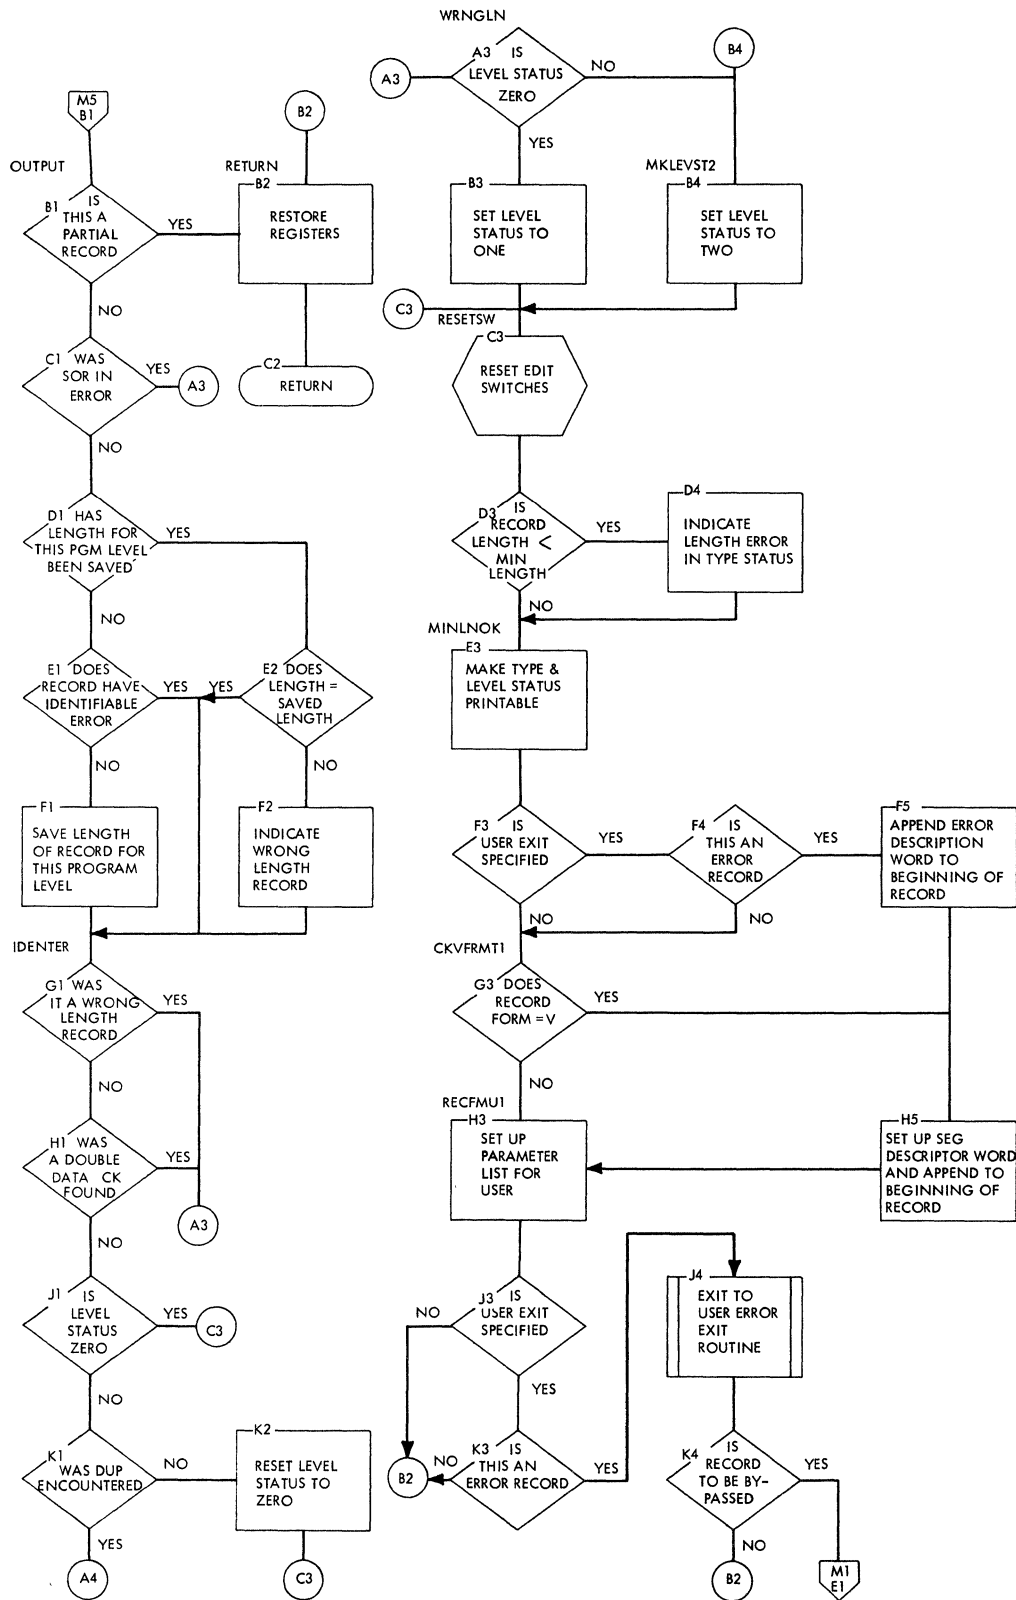 M5
B1
OUTPUT
B1 IS
THIS A
PARTIAL
RECORD
YES
NO
B2
RETURN
B2
RESTORE
REGISTERS
C2
RETURN
C1 WAS
SOR IN
ERROR
YES
A3
NO
D1 HAS
LENGTH FOR
THIS PGM LEVEL
BEEN SAVED
YES
NO
E1 DOES
RECORD HAVE
IDENTIFIABLE
ERROR
YES
NO
YES
E2 DOES
LENGTH =
SAVED
LENGTH
NO
F1
SAVE LENGTH
OF RECORD FOR
THIS PROGRAM
LEVEL
F2
INDICATE
WRONG
LENGTH
RECORD
IDENTER
G1 WAS
IT A WRONG
LENGTH
RECORD
YES
NO
H1 WAS
A DOUBLE
DATA CK
FOUND
YES
A3
NO
J1 IS
LEVEL
STATUS
ZERO
YES
C3
NO
K1
WAS DUP
ENCOUNTERED
NO
YES
A4
K2
RESET LEVEL
STATUS TO
ZERO
C3
WRNGLN
A3
A3 IS
LEVEL STATUS
ZERO
NO
YES
B4
B3
SET LEVEL
STATUS TO
ONE
MKLEVST2
B4
SET LEVEL
STATUS TO
TWO
C3
RESETSW
C3
RESET EDIT
SWITCHES
D3 IS
RECORD
LENGTH <
MIN
LENGTH
YES
NO
D4
INDICATE
LENGTH ERROR
IN TYPE STATUS
MINLNOK
E3
MAKE TYPE &
LEVEL STATUS
PRINTABLE
F3 IS
USER EXIT
SPECIFIED
YES
NO
F4 IS
THIS AN
ERROR
RECORD
YES
NO
F5
APPEND ERROR
DESCRIPTION
WORD TO
BEGINNING OF
RECORD
CKVFRMT1
G3 DOES
RECORD
FORM = V
YES
NO
RECFMU1
H3
SET UP
PARAMETER
LIST FOR
USER
H5
SET UP SEG
DESCRIPTOR WORD
AND APPEND TO
BEGINNING OF
RECORD
J3 IS
USER EXIT
SPECIFIED
NO
YES
B2
K3 IS
THIS AN
ERROR RECORD
NO
YES
J4
EXIT TO
USER ERROR
EXIT
ROUTINE
K4 IS
RECORD
TO BE BY-
PASSED
YES
NO
B2
M1
E1